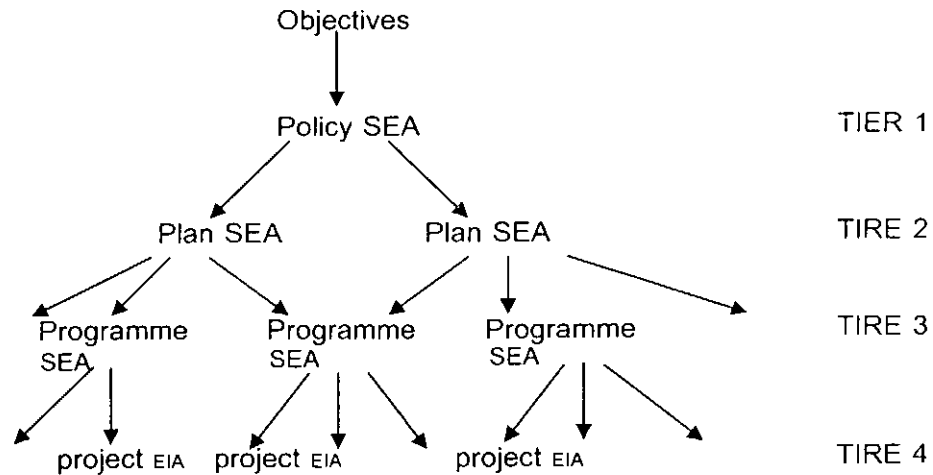 Objectives
Policy SEA TIER 1
Plan SEA Plan SEA TIRE 2
Programme Programme Programme TIRE 3
SEA SEA SEA
project EIA project EIA project EIA TIRE 4